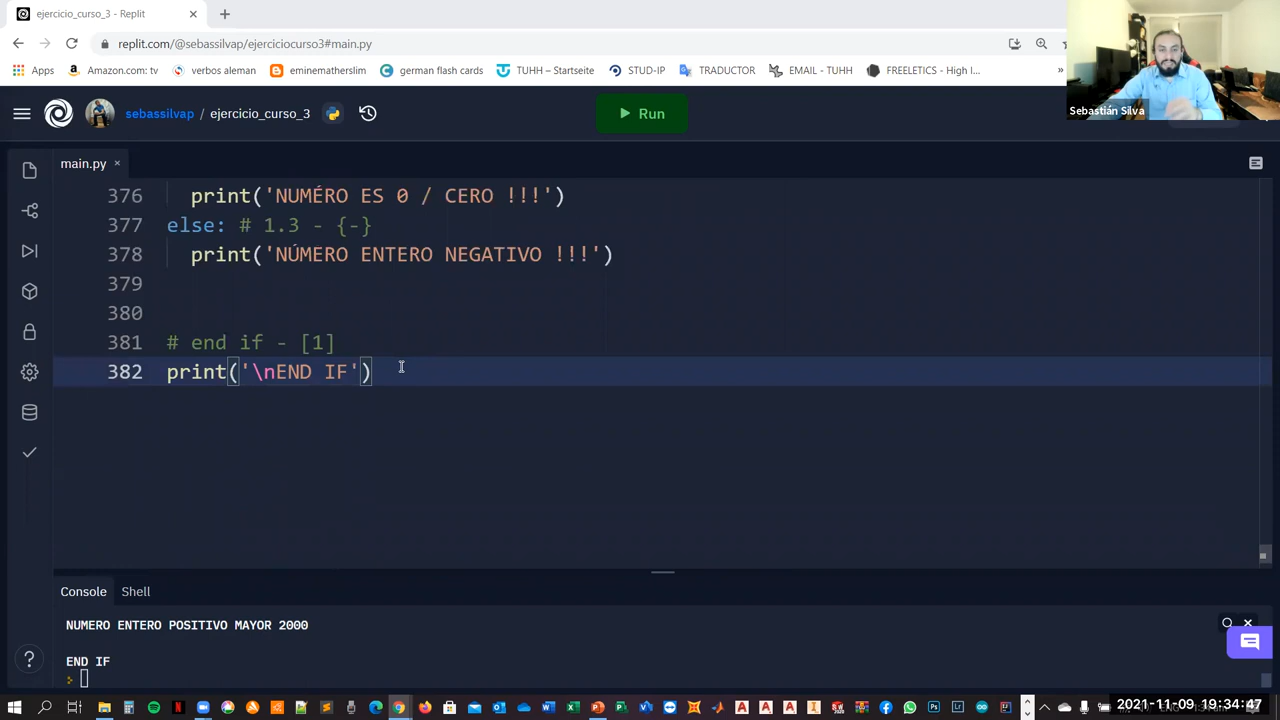 ejercicio_curso_3 - Replit
replit.com/@sebassilvap/ejerciciocurso3#main.py
Apps
Amazon.com: tv
verbos aleman
eminemathersIim
german flash cards
TUHH – Startseite
STUD-IP
TRADUCTOR
EMAIL - TUHH
FREELETICS - High I...
»
Sebastián Silva
sebassilvap / ejercicio_curso_3
Run
main.py
376 print('NUMÉRO ES 0 / CERO !!!')
377 else: # 1.3 - {-}
378 print('NÚMERO ENTERO NEGATIVO !!!')
379
380
381 # end if - [1]
382 print('\nEND IF')
Console
Shell
NUMERO ENTERO POSITIVO MAYOR 2000
END IF
2021-11-09 19:34:47